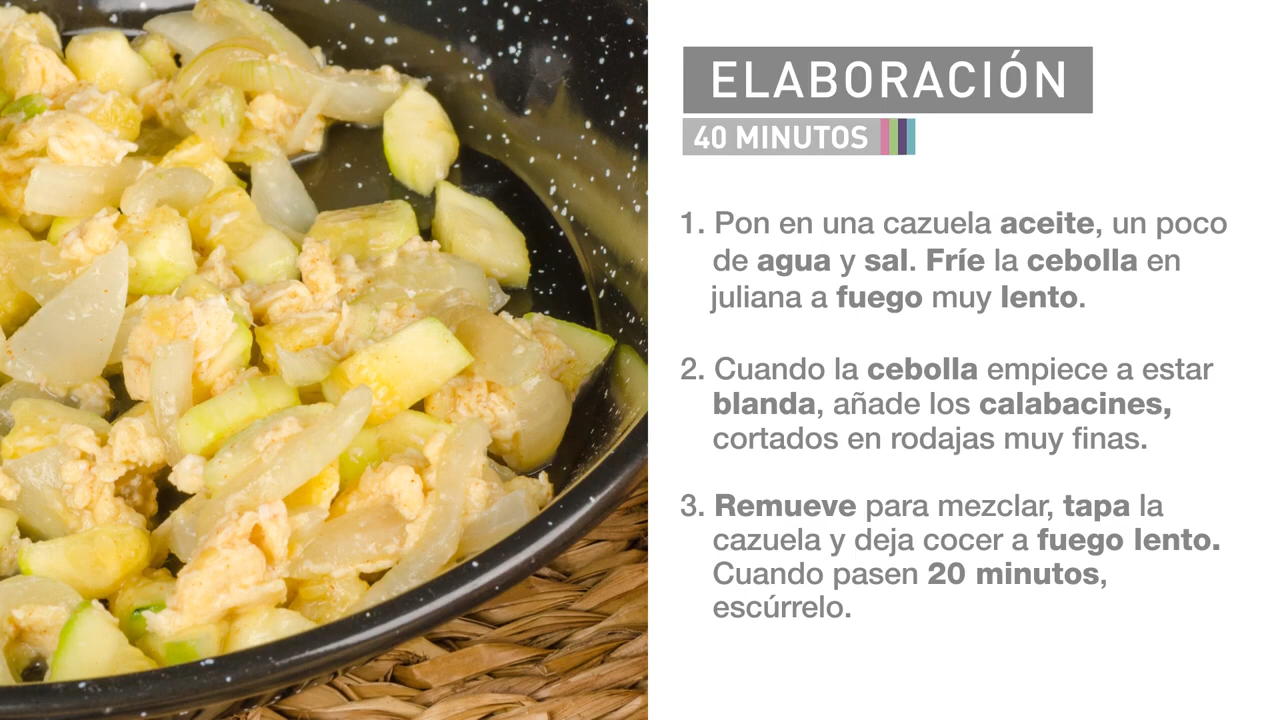 ELABORACIÓN
40 MINUTOS
1. Pon en una cazuela aceite, un poco
de agua y sal. Fríe la cebolla en
juliana a fuego muy lento.
2. Cuando la cebolla empiece a estar
blanda, añade los calabacines,
cortados en rodajas muy finas.
3. Remueve para mezclar, tapa la
cazuela y deja cocer a fuego lento.
Cuando pasen 20 minutos,
escúrrelo.